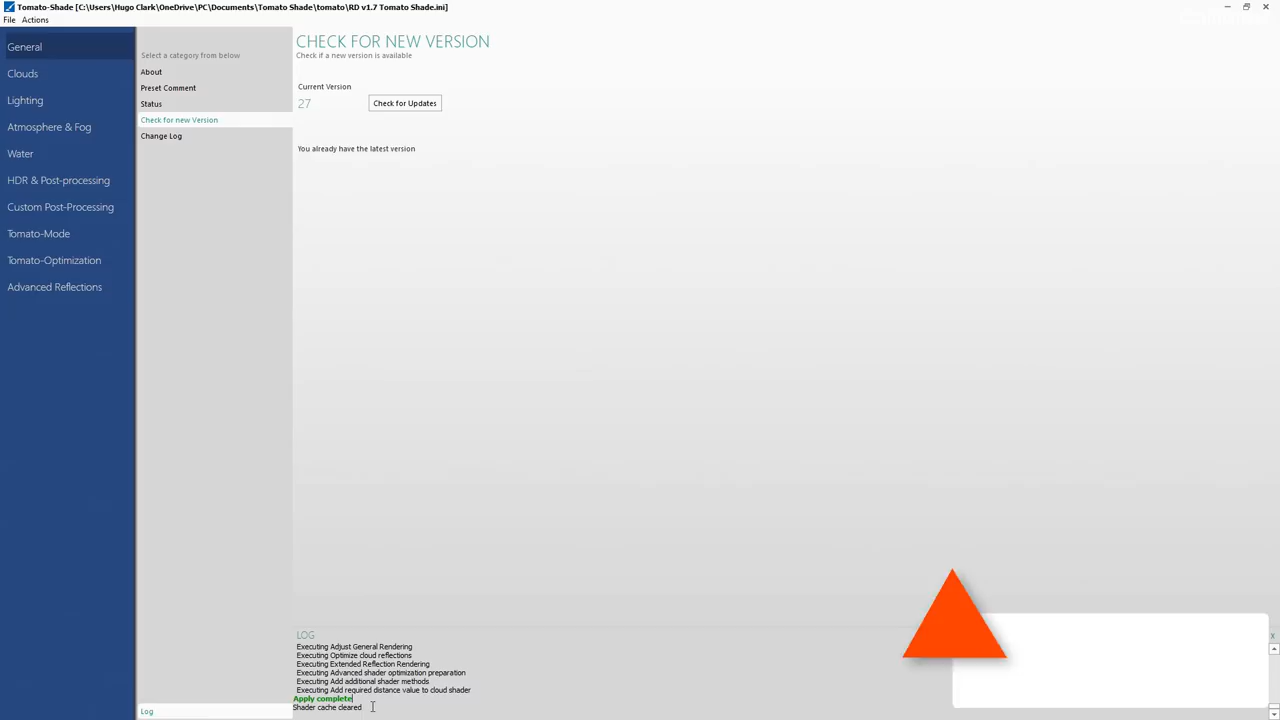 Tomato-Shade [C:\Users\Hugo Clark\OneDrive\PC\Documents\Tomato Shade\tomato\RD v1.7 Tomato Shade.ini]
File Actions
General
Clouds
Lighting
Atmosphere & Fog
Water
HDR & Post-processing
Custom Post-Processing
Tomato-Mode
Tomato-Optimization
Advanced Reflections
Select a category from below
About
Preset Comment
Status
Check for new Version
Change Log
Log
CHECK FOR NEW VERSION
Check if a new version is available
Current Version
27 Check for Updates
You already have the latest version
LOG
x
Executing Adjust General Rendering
Executing Optimize cloud reflections
Executing Extended Reflection Rendering
Executing Advanced shader optimization preparation
Executing Add additional shader methods
Executing Add required distance value to cloud shader
Apply complete
Shader cache cleared